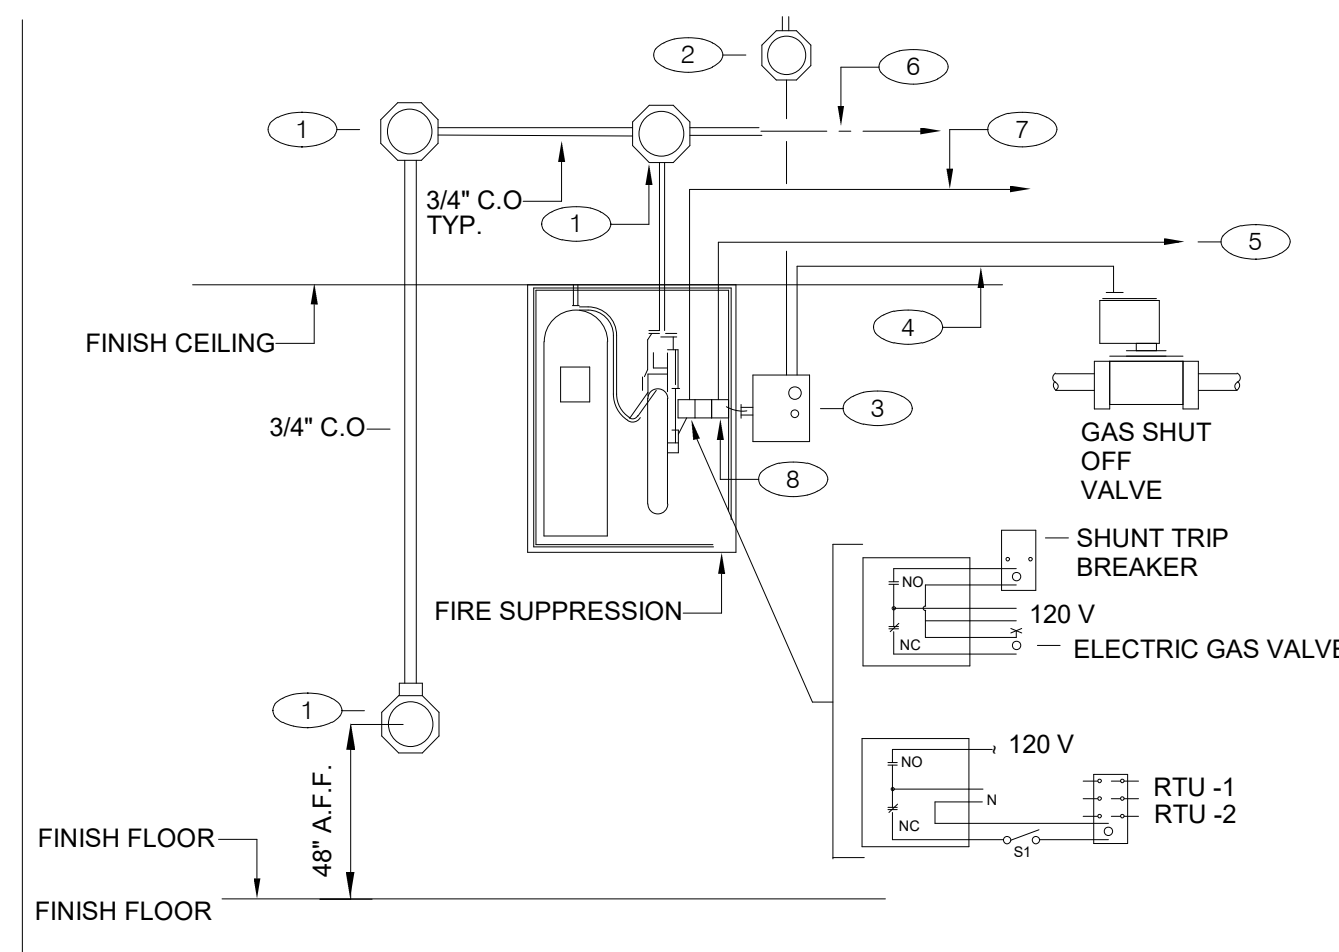 2
6
1
7
3/4" C.O
TYP.
1
5
4
FINISH CEILING
3
3/4" C.O
GAS SHUT
OFF
VALVE
8
SHUNT TRIP
BREAKER
NO
FIRE SUPPRESSION
120 V
NC
ELECTRIC GAS VALVE
1
120 V
NO
48" A.F.F.
RTU -1
N
RTU -2
NC
FINISH FLOOR
S1
FINISH FLOOR